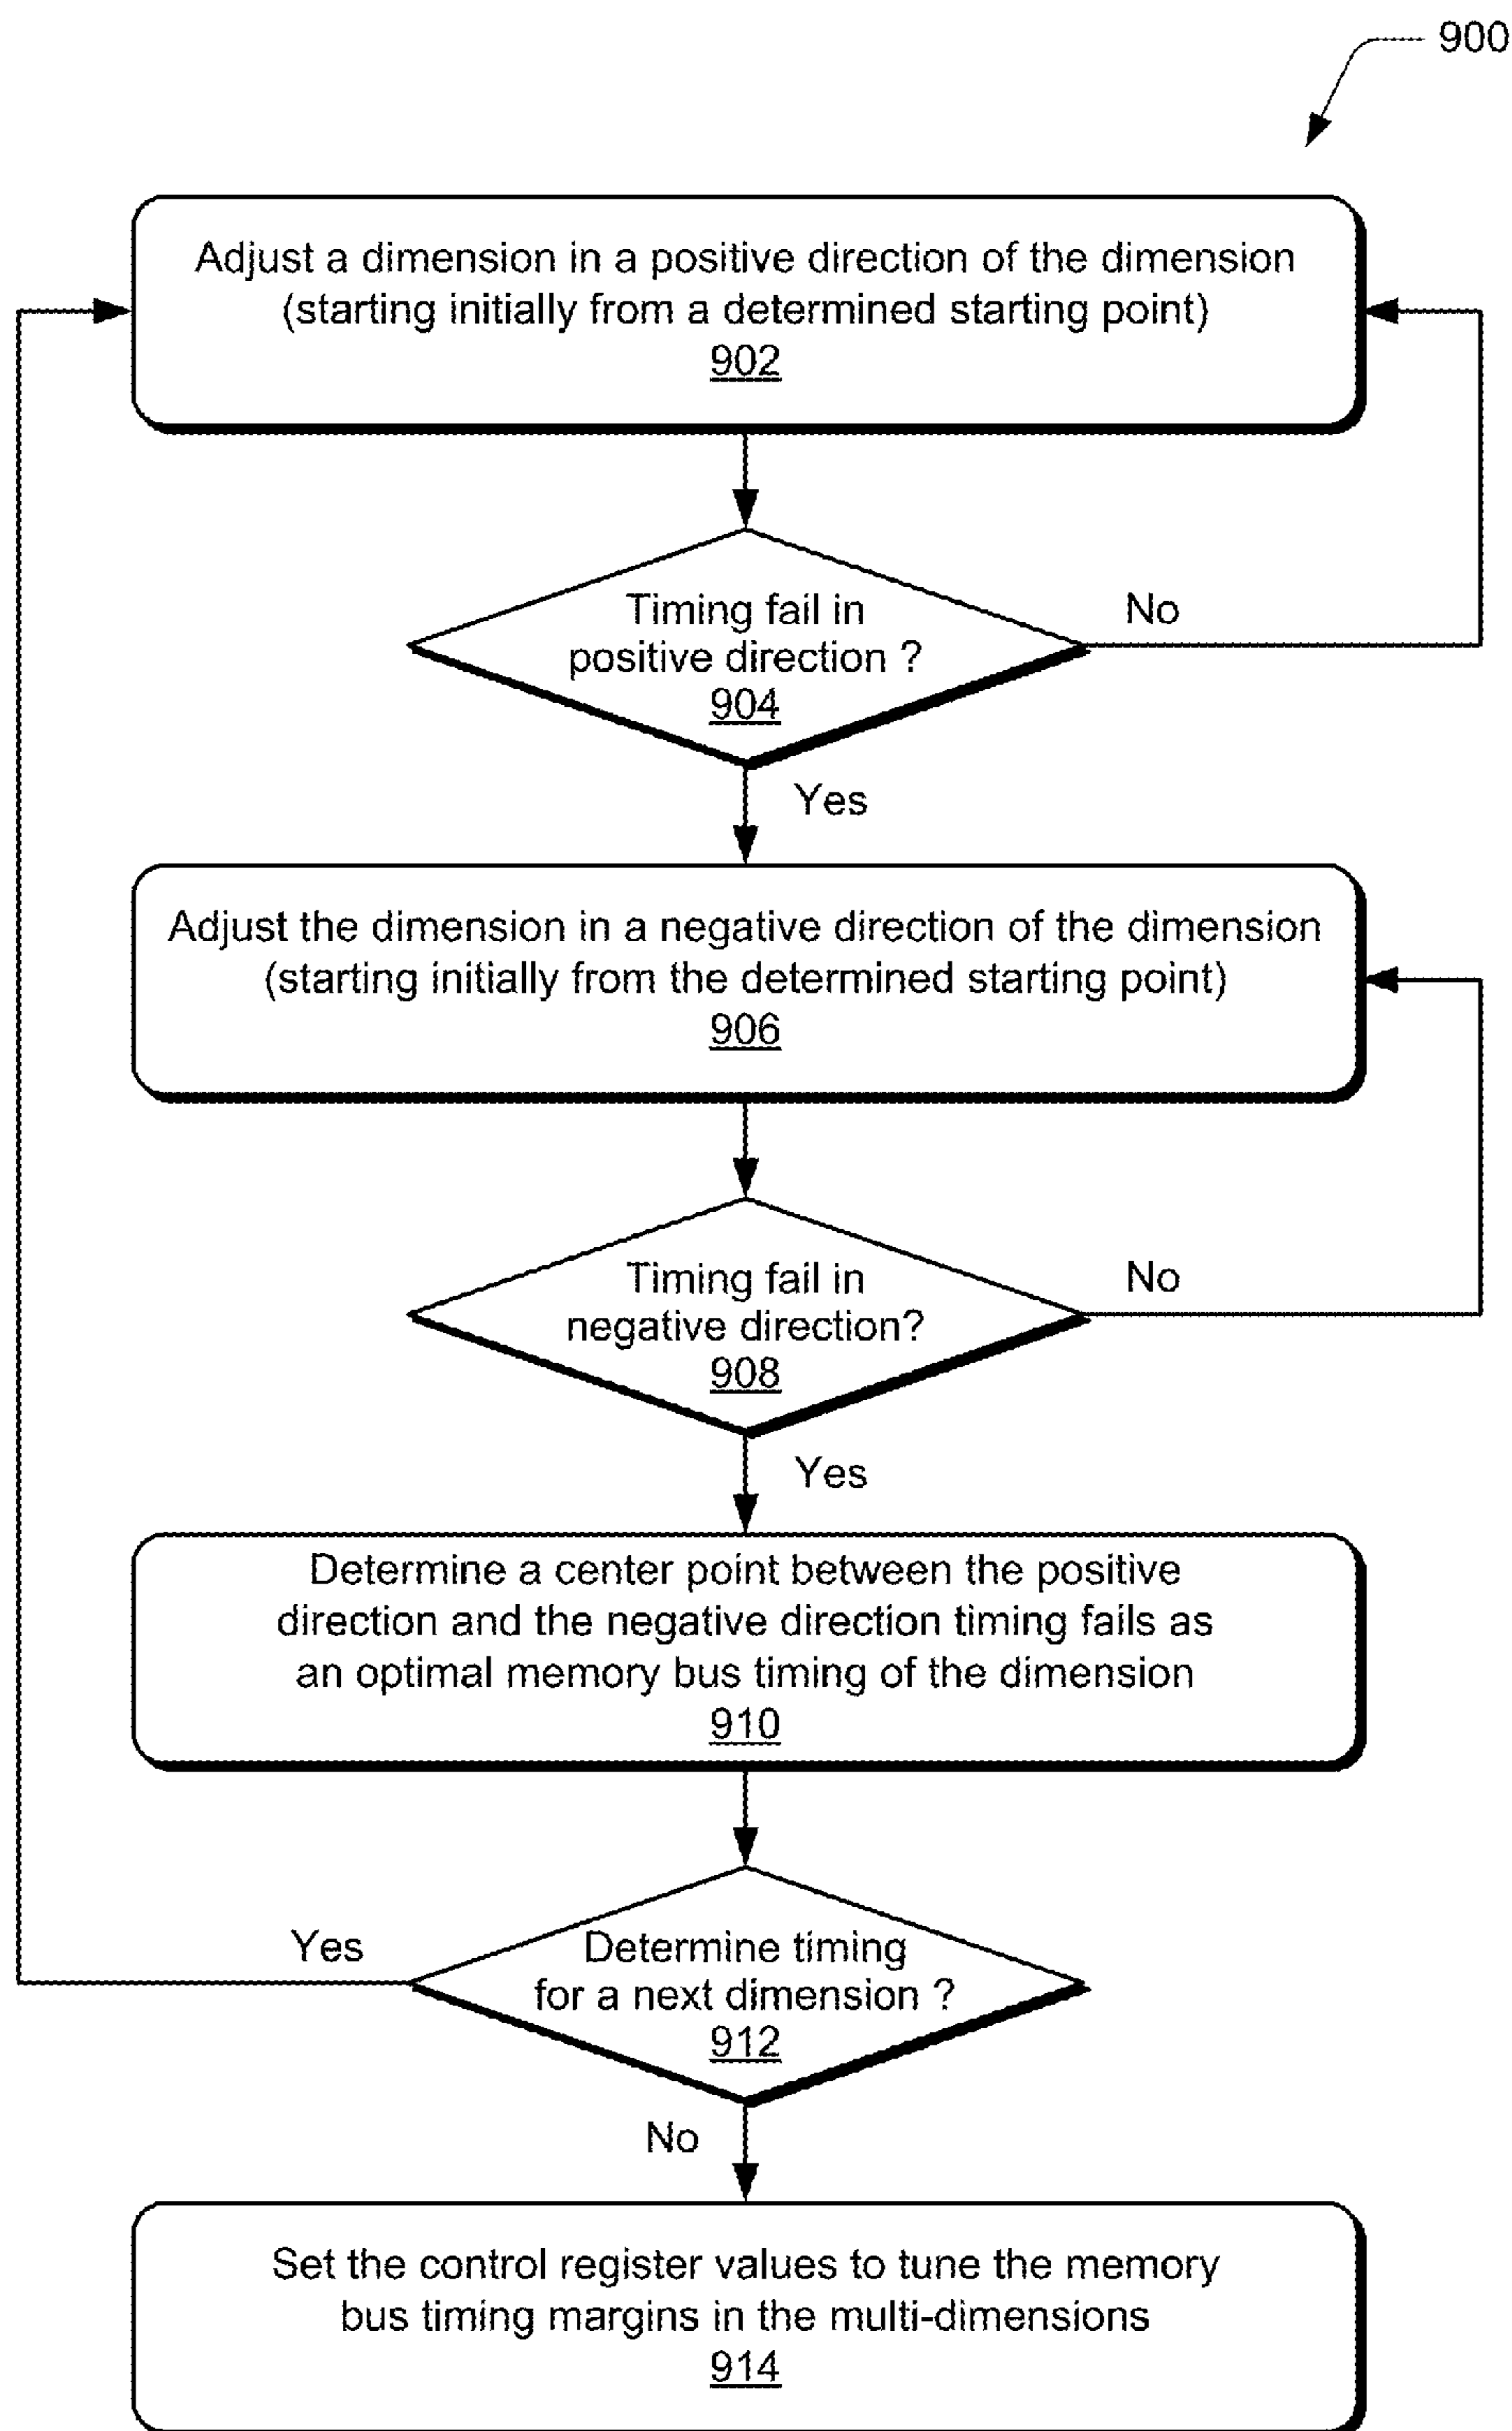 900
Adjust a dimension in a positive direction of the dimension
(starting initially from a determined starting point)
902
Timing fail in
positive direction ?
904
No
Yes
Adjust the dimension in a negative direction of the dimension
(starting initially from the determined starting point)
906
Timing fail in
negative direction?
908
No
Yes
Determine a center point between the positive
direction and the negative direction timing fails as
an optimal memory bus timing of the dimension
910
Yes
Determine timing
for a next dimension ?
912
No
Set the control register values to tune the memory
bus timing margins in the multi-dimensions
914